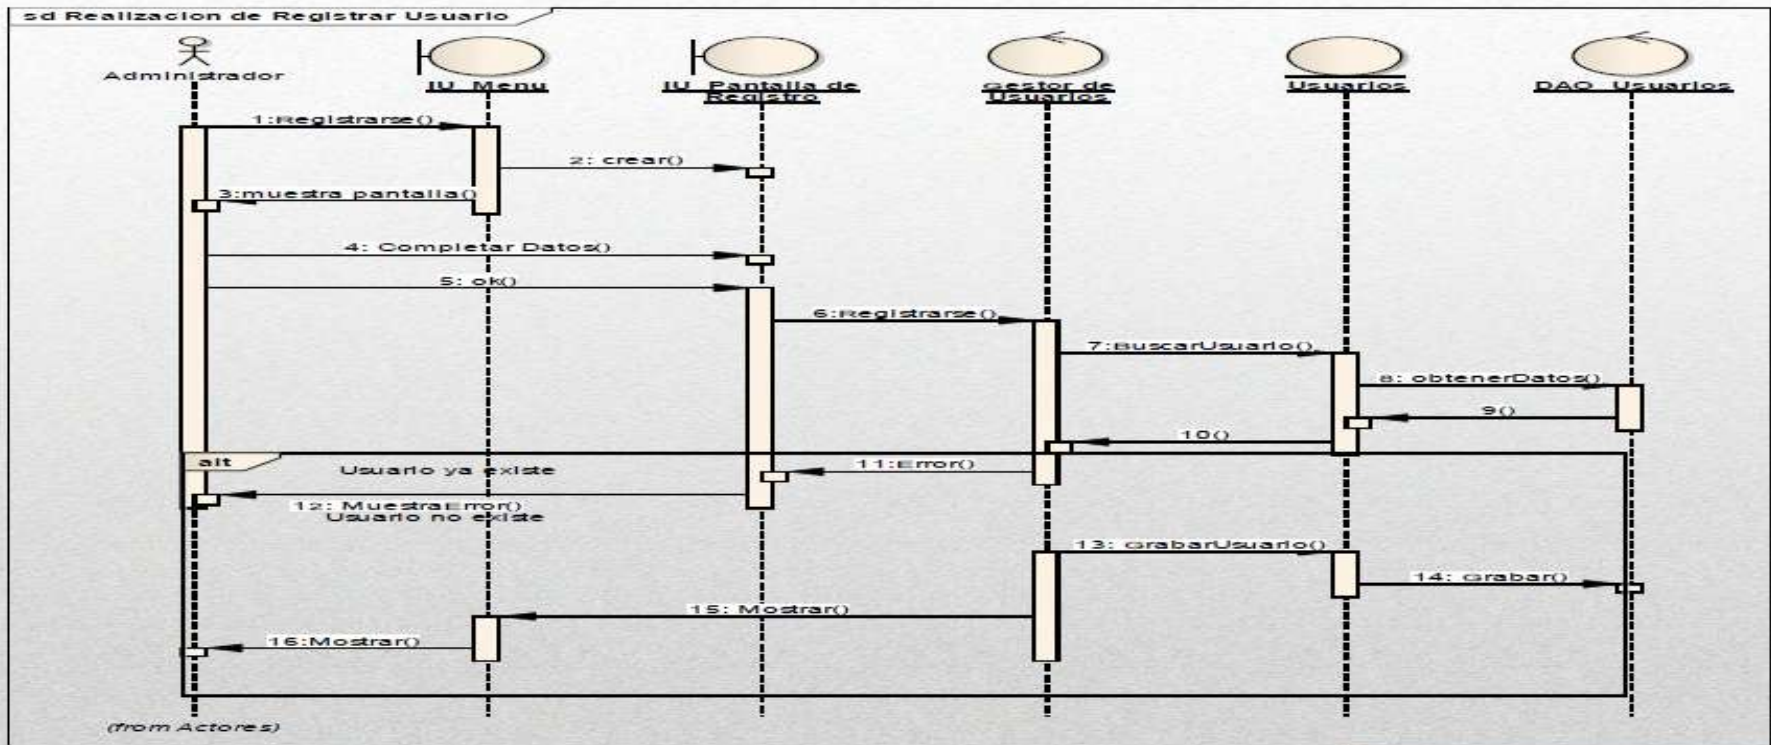 sd Realizacion de Registrar Usuario
Administrador
IU_Menu
IU_Pantalla de
Registro
Gestor de
Usuarios
Usuarios
DAO_Usuarios
1:Registrarse()
2: crear()
3:muestra pantalla()
4: Completar Datos()
5: ok()
6:Registrarse()
7:BuscarUsuario()
8: obtenerDatos()
9()
10()
alt
Usuario ya existe
11:Error()
12: MuestraError()
Usuario no existe
13: GrabarUsuario()
14: Grabar()
15: Mostrar()
16:Mostrar()
(from Actores)